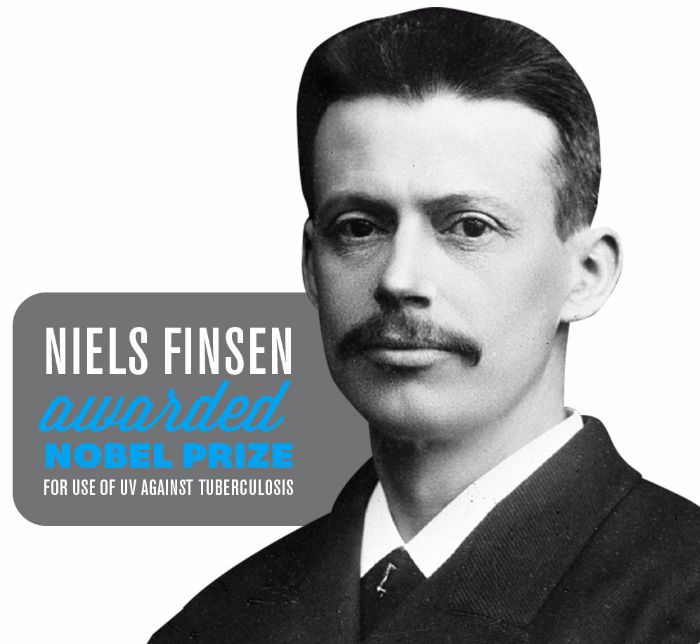 NIELS FINSEN
awarded
NOBEL PRIZE
FOR USE OF UV AGAINST TUBERCULOSIS